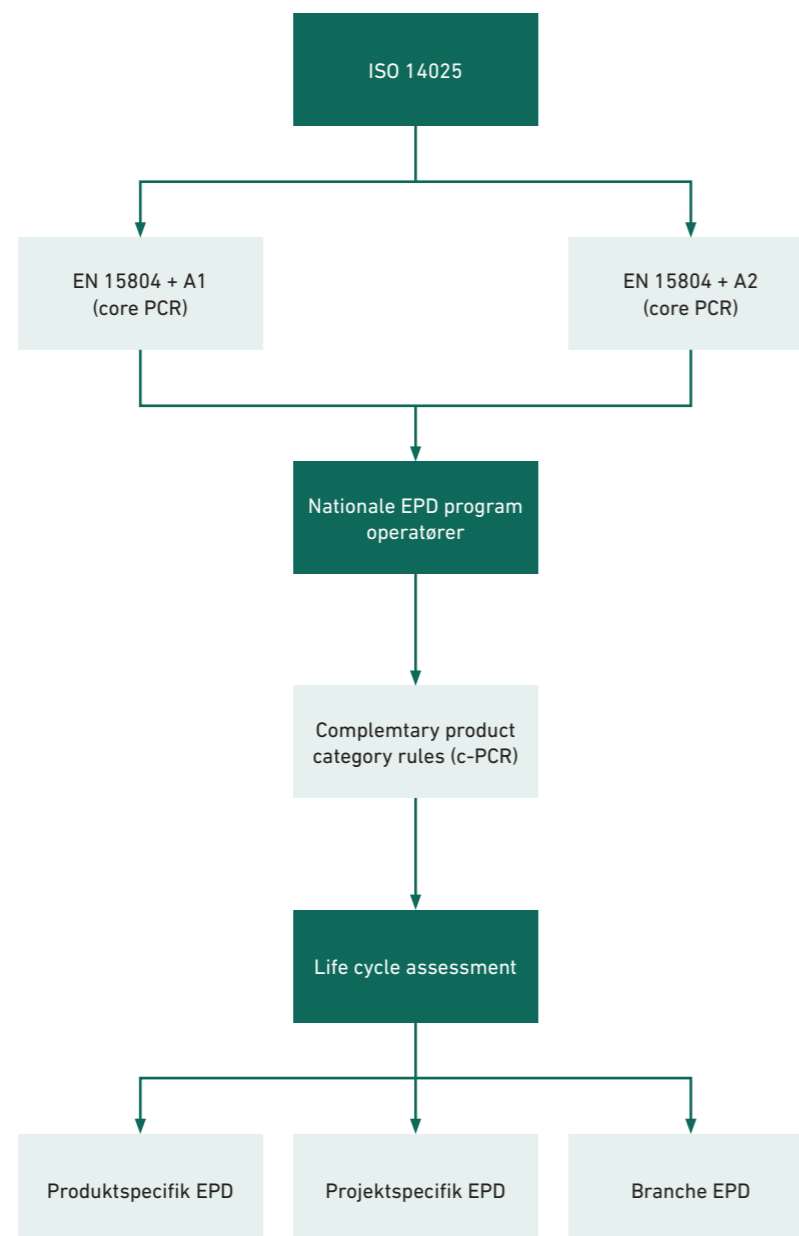 ISO 14025
EN 15804 + A1
(core PCR)
EN 15804 + A2
(core PCR)
Nationale EPD program
operatører
Complemtary product
category rules (c-PCR)
Life cycle assessment
Produktspecifik EPD
Projektspecifik EPD
Branche EPD